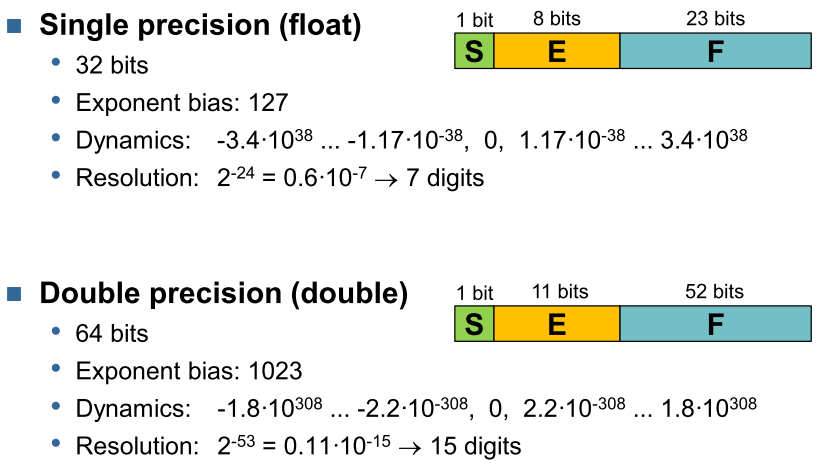 Single precision (float)
1 bit 8 bits 23 bits
S E F
• 32 bits
• Exponent bias: 127
• Dynamics: -3.4·10³⁸ ... -1.17·10⁻³⁸, 0, 1.17·10⁻³⁸ ... 3.4·10³⁸
• Resolution: 2⁻²⁴ = 0.6·10⁻⁷ → 7 digits
Double precision (double)
1 bit 11 bits 52 bits
S E F
• 64 bits
• Exponent bias: 1023
• Dynamics: -1.8·10³⁰⁸ ... -2.2·10⁻³⁰⁸, 0, 2.2·10⁻³⁰⁸ ... 1.8·10³⁰⁸
• Resolution: 2⁻⁵³ = 0.11·10⁻¹⁵ → 15 digits